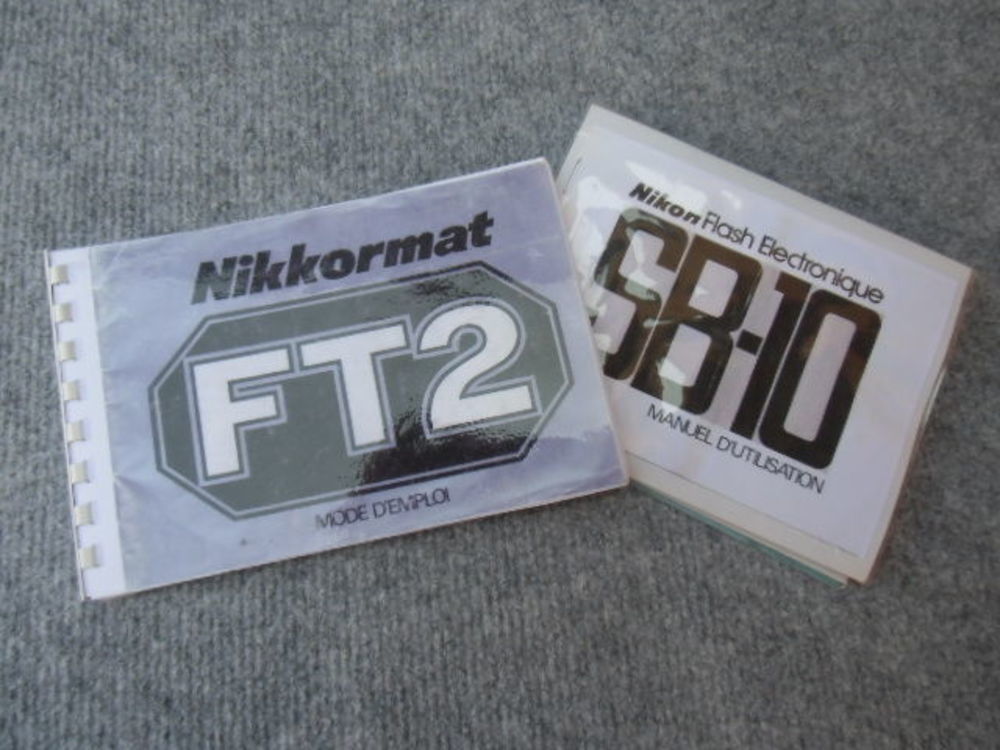 Nikkormat
FT2
MODE D'EMPLOI
Nikon Flash Electronique
SB-10
MANUEL D'UTILISATION